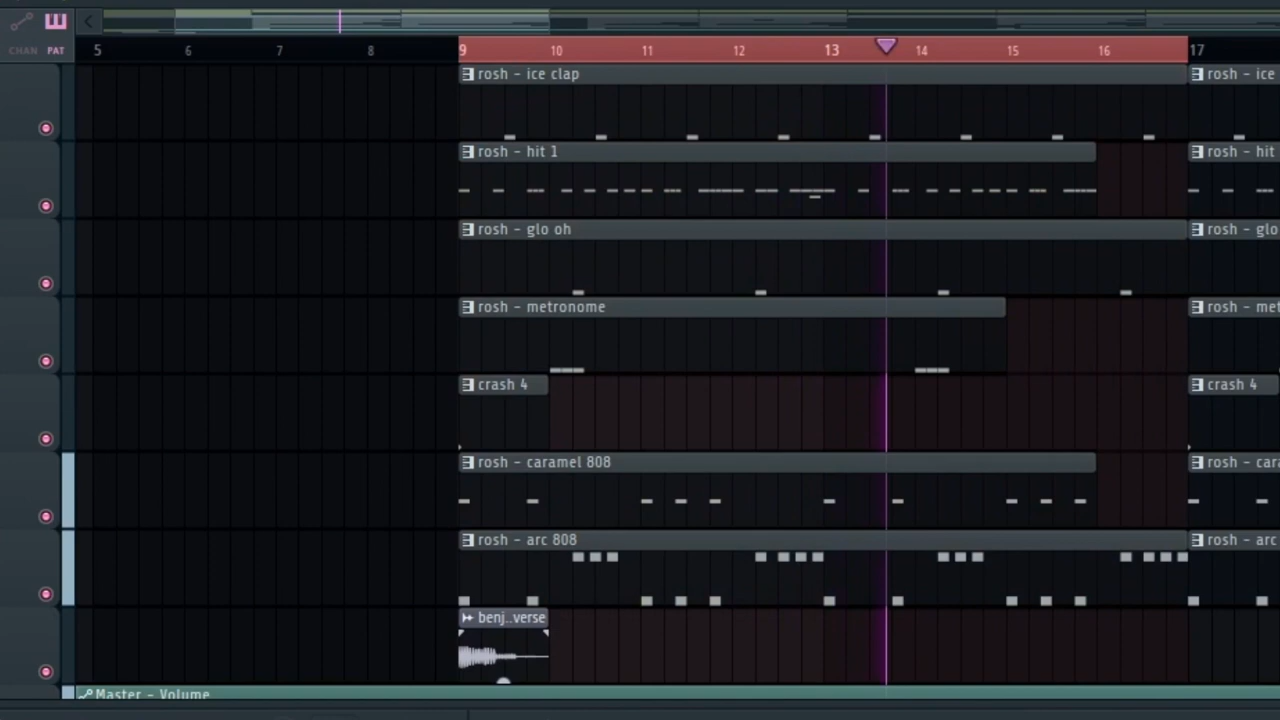 CHAN PAT 5 6 7 8 9 10 11 12 13 14 15 16 17
rosh - ice clap rosh - ice
rosh - hit 1 rosh - hit
rosh - glo oh rosh - glo
rosh - metronome rosh - met
crash 4 crash 4
rosh - caramel 808 rosh - cara
rosh - arc 808 rosh - arc
benj..verse
Master - Volume